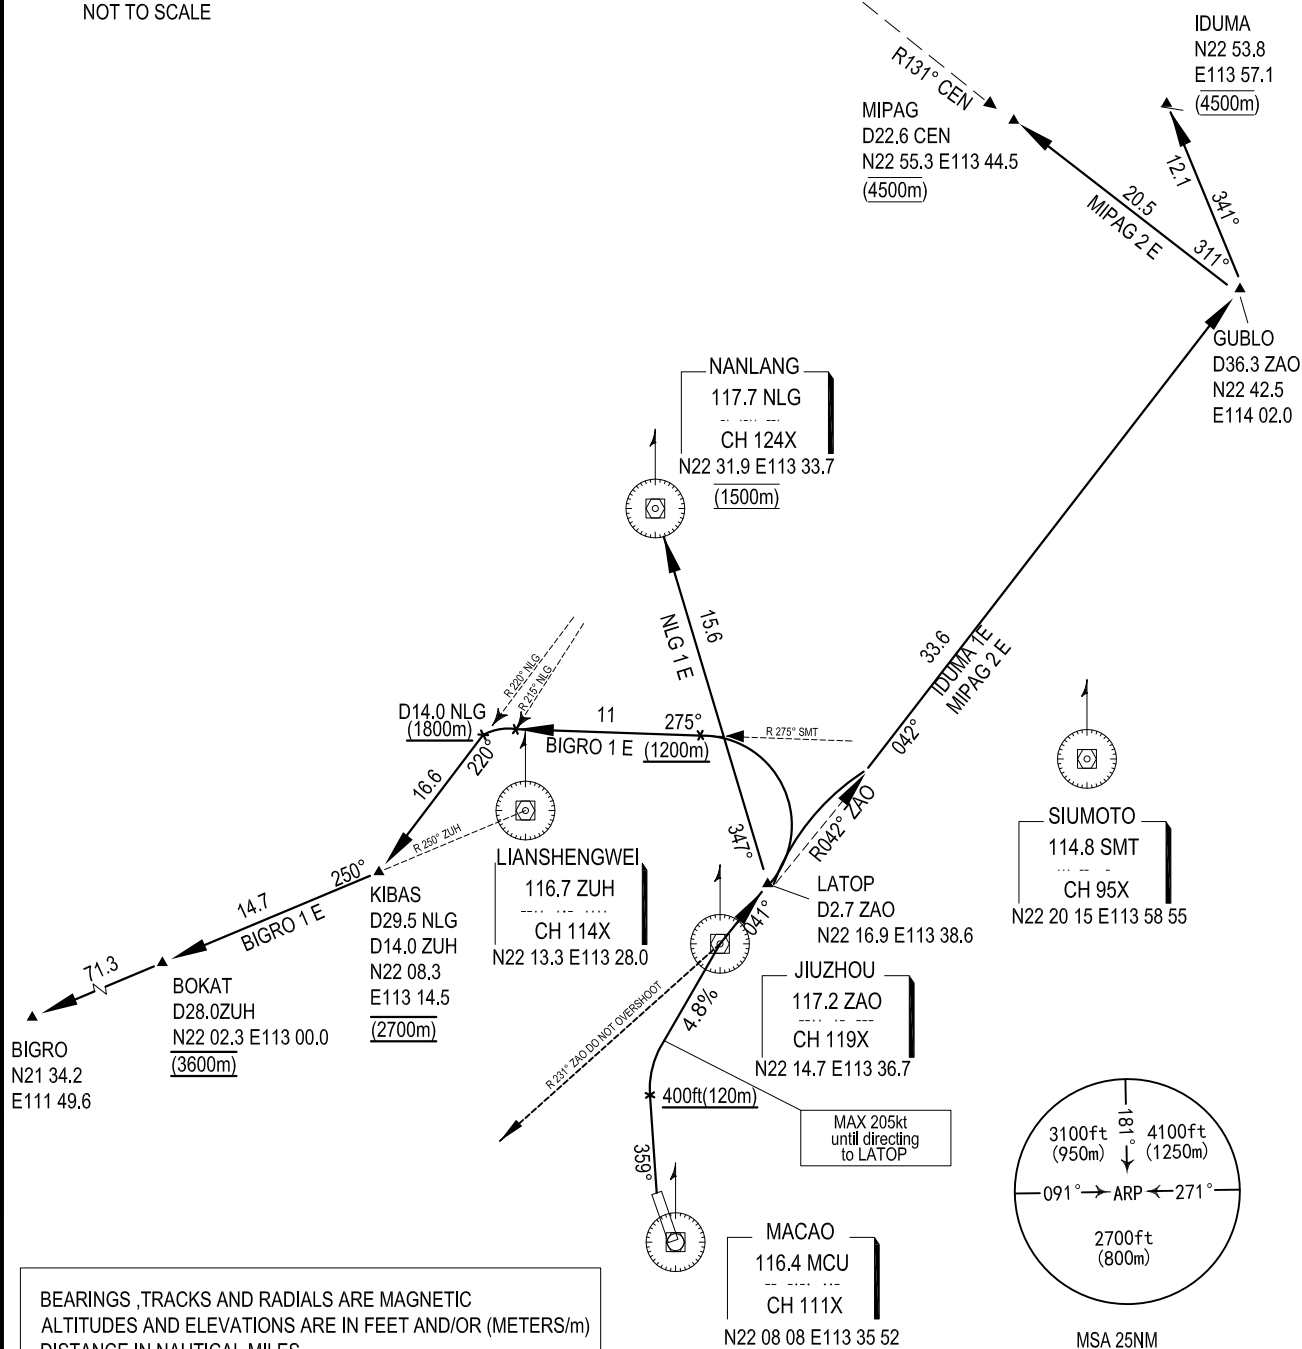 NOT TO SCALE
IDUMA
N22 53.8
E113 57.1
(4500m)
R131° CEN
MIPAG
D22.6 CEN
N22 55.3 E113 44.5
(4500m)
12.1
341°
20.5
MIPAG 2 E
311°
GUBLO
D36.3 ZAO
N22 42.5
E114 02.0
NANLANG
117.7 NLG
CH 124X
N22 31.9 E113 33.7
(1500m)
15.6
NLG 1 E
347°
33.6
IDUMA 1E
MIPAG 2 E
042°
R 220° NLG
R 215° NLG
D14.0 NLG
(1800m)
11
275°
R 275° SMT
BIGRO 1 E
(1200m)
220°
16.6
R042° ZAO
SIUMOTO
114.8 SMT
CH 95X
N22 20 15 E113 58 55
R 250° ZUH
LIANSHENGWEI
116.7 ZUH
CH 114X
N22 13.3 E113 28.0
250°
14.7
BIGRO 1 E
KIBAS
D29.5 NLG
D14.0 ZUH
N22 08.3
E113 14.5
(2700m)
LATOP
D2.7 ZAO
N22 16.9 E113 38.6
041°
71.3
BOKAT
D28.0ZUH
N22 02.3 E113 00.0
(3600m)
BIGRO
N21 34.2
E111 49.6
JIUZHOU
117.2 ZAO
CH 119X
N22 14.7 E113 36.7
4.8%
R 231° ZAO DO NOT OVERSHOOT
400ft(120m)
MAX 205kt
until directing
to LATOP
359°
3100ft
(950m)
181°
4100ft
(1250m)
091°
ARP
271°
2700ft
(800m)
MSA 25NM
MACAO
116.4 MCU
CH 111X
N22 08 08 E113 35 52
BEARINGS ,TRACKS AND RADIALS ARE MAGNETIC
ALTITUDES AND ELEVATIONS ARE IN FEET AND/OR (METERS/m)
DISTANCE IN NAUTICAL MILES